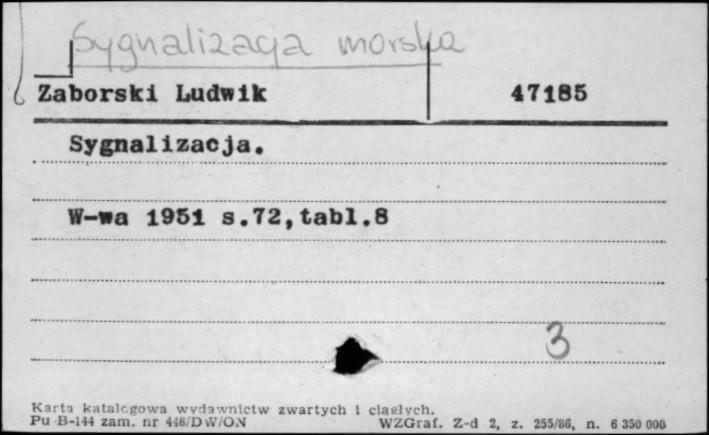 Sygnalizacja morska
Zaborski Ludwik 47185
Sygnalizacja.
W-wa 1951 s.72,tabl.8
3
Karta katalogowa wydawnictw zwartych i ciągłych.
Pu B-144 zam. nr 446/DW/ON WZGraf. Z-d 2, z. 255/86, n. 6 350 000